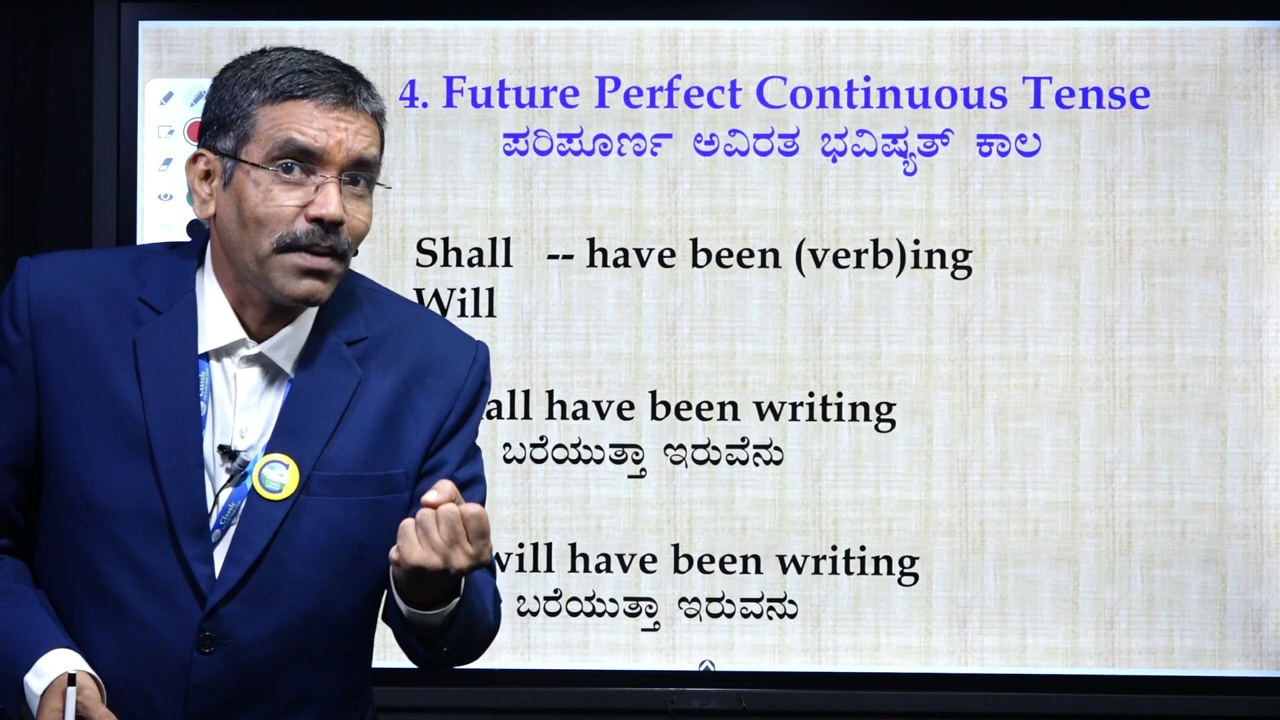 4. Future Perfect Continuous Tense
ಪರಿಪೂರ್ಣ ಅವಿರತ ಭವಿಷ್ಯತ್ ಕಾಲ
Shall -- have been (verb)ing
Will
have been writing
ಬರೆಯುತ್ತಾ ಇರುವೆನು
will have been writing
ಬರೆಯುತ್ತಾ ಇರುವನು